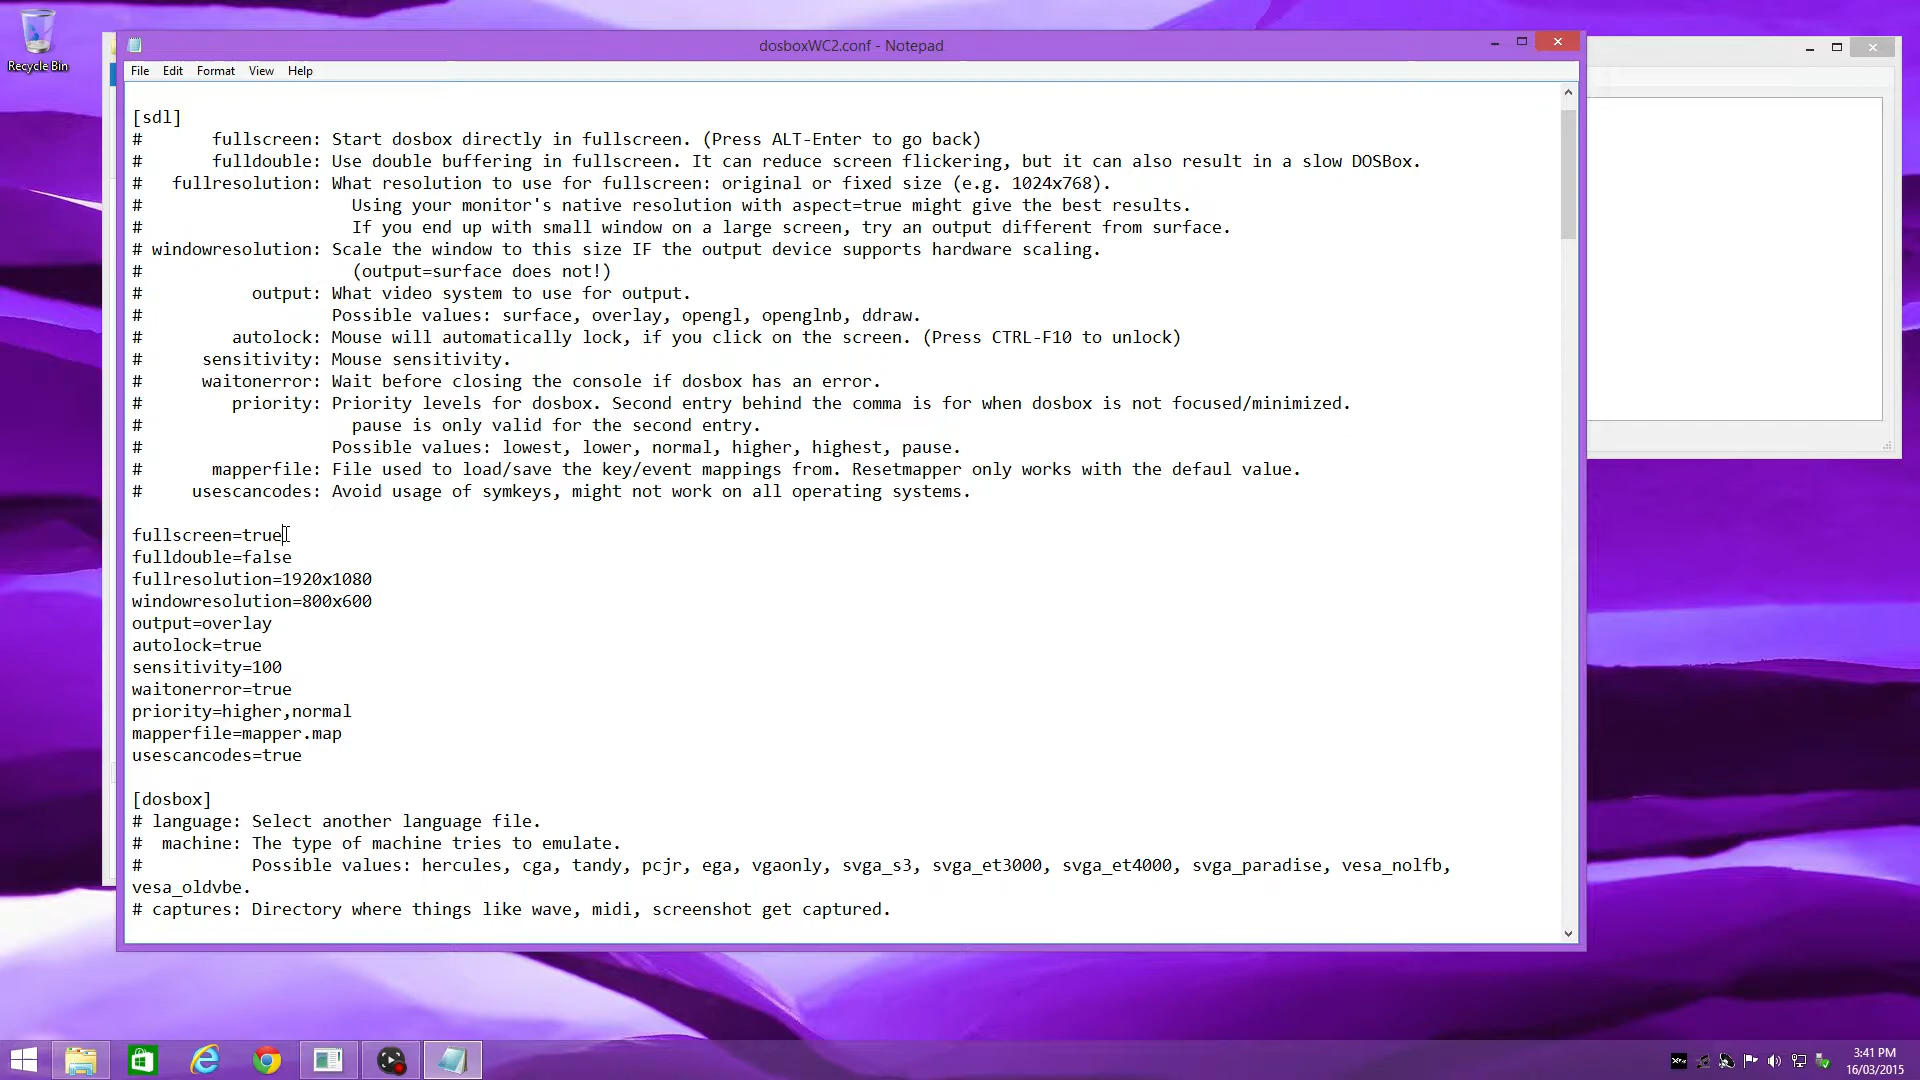 Recycle Bin
dosboxWC2.conf - Notepad
File Edit Format View Help
[sdl]
#       fullscreen: Start dosbox directly in fullscreen. (Press ALT-Enter to go back)
#       fulldouble: Use double buffering in fullscreen. It can reduce screen flickering, but it can also result in a slow DOSBox.
#   fullresolution: What resolution to use for fullscreen: original or fixed size (e.g. 1024x768).
#                     Using your monitor's native resolution with aspect=true might give the best results.
#                     If you end up with small window on a large screen, try an output different from surface.
# windowresolution: Scale the window to this size IF the output device supports hardware scaling.
#                     (output=surface does not!)
#           output: What video system to use for output.
#                   Possible values: surface, overlay, opengl, openglnb, ddraw.
#         autolock: Mouse will automatically lock, if you click on the screen. (Press CTRL-F10 to unlock)
#      sensitivity: Mouse sensitivity.
#      waitonerror: Wait before closing the console if dosbox has an error.
#         priority: Priority levels for dosbox. Second entry behind the comma is for when dosbox is not focused/minimized.
#                     pause is only valid for the second entry.
#                   Possible values: lowest, lower, normal, higher, highest, pause.
#       mapperfile: File used to load/save the key/event mappings from. Resetmapper only works with the defaul value.
#     usescancodes: Avoid usage of symkeys, might not work on all operating systems.
fullscreen=true
fulldouble=false
fullresolution=1920x1080
windowresolution=800x600
output=overlay
autolock=true
sensitivity=100
waitonerror=true
priority=higher,normal
mapperfile=mapper.map
usescancodes=true
[dosbox]
# language: Select another language file.
#  machine: The type of machine tries to emulate.
#           Possible values: hercules, cga, tandy, pcjr, ega, vgaonly, svga_s3, svga_et3000, svga_et4000, svga_paradise, vesa_nolfb,
vesa_oldvbe.
# captures: Directory where things like wave, midi, screenshot get captured.
3:41 PM
16/03/2015